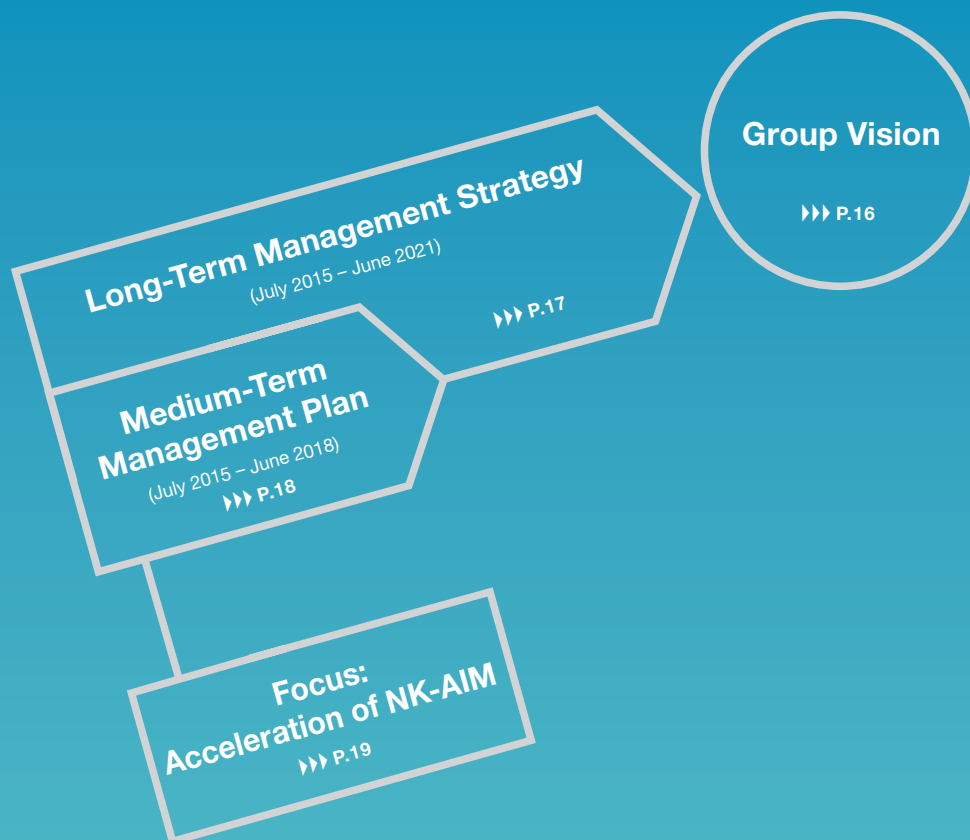 Group Vision
P.16
Long-Term Management Strategy
(July 2015 – June 2021)
P.17
Medium-Term
Management Plan
(July 2015 – June 2018)
P.18
Focus:
Acceleration of NK-AIM
P.19